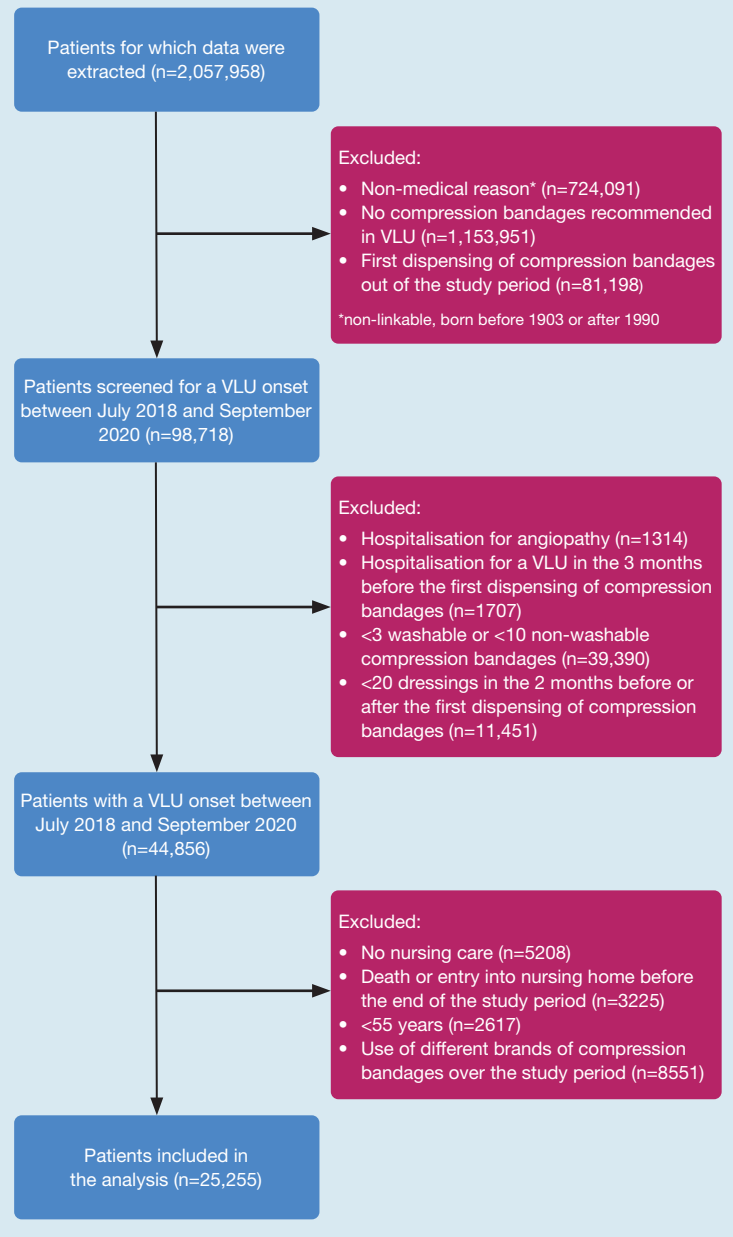 Patients for which data were
extracted (n=2,057,958)
Excluded:
• Non-medical reason* (n=724,091)
• No compression bandages recommended
in VLU (n=1,153,951)
• First dispensing of compression bandages
out of the study period (n=81,198)
*non-linkable, born before 1903 or after 1990
Patients screened for a VLU onset
between July 2018 and September
2020 (n=98,718)
Excluded:
• Hospitalisation for angiopathy (n=1314)
• Hospitalisation for a VLU in the 3 months
before the first dispensing of compression
bandages (n=1707)
• <3 washable or <10 non-washable
compression bandages (n=39,390)
• <20 dressings in the 2 months before or
after the first dispensing of compression
bandages (n=11,451)
Patients with a VLU onset between
July 2018 and September 2020
(n=44,856)
Excluded:
• No nursing care (n=5208)
• Death or entry into nursing home before
the end of the study period (n=3225)
• <55 years (n=2617)
• Use of different brands of compression
bandages over the study period (n=8551)
Patients included in
the analysis (n=25,255)